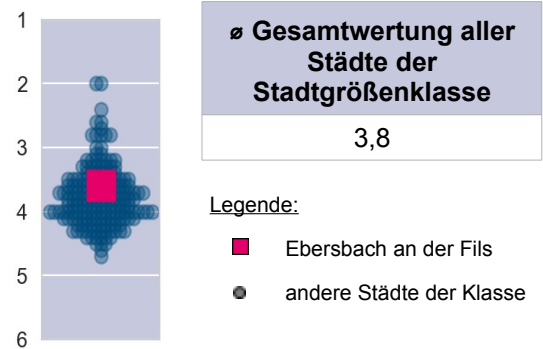 1
2
3
4
5
6
ø Gesamtwertung aller
Städte der
Stadtgrößenklasse
3,8
Legende:
Ebersbach an der Fils
andere Städte der Klasse